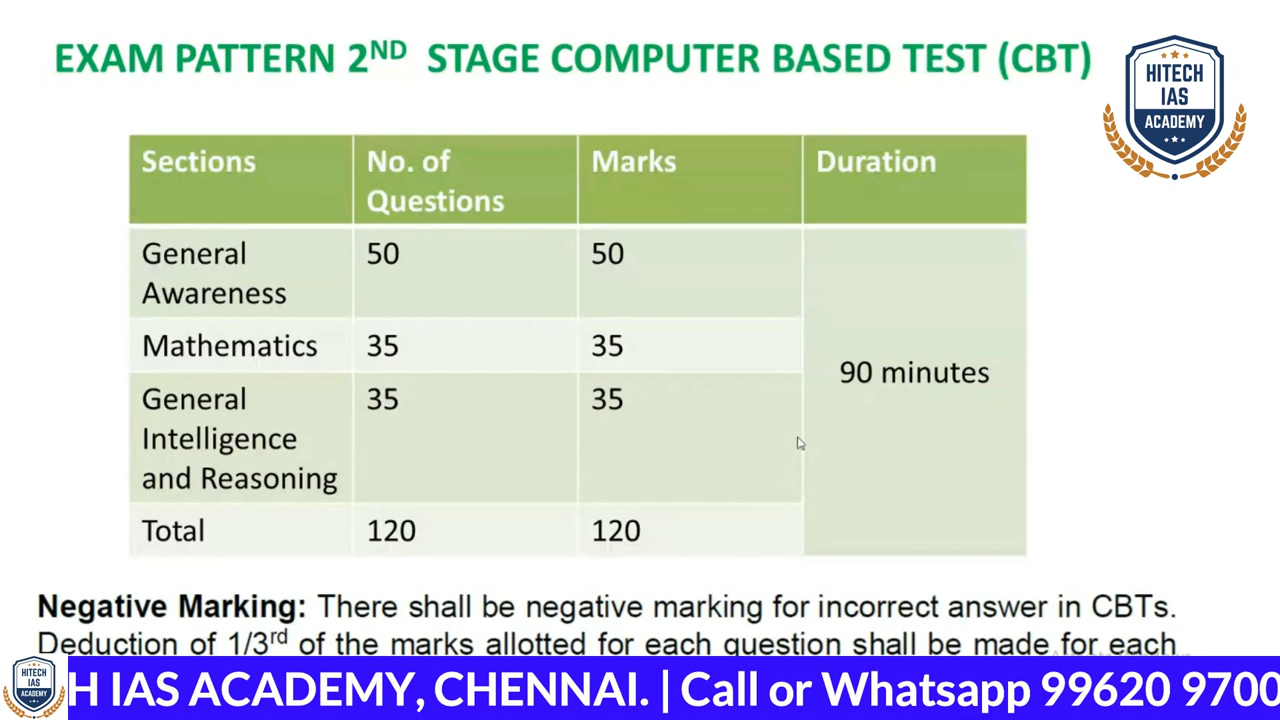 EXAM PATTERN 2ND STAGE COMPUTER BASED TEST (CBT)
HITECH
IAS
ACADEMY
Sections
No. of
Questions
Marks
Duration
General
Awareness
50
50
Mathematics
35
35
90 minutes
General
Intelligence
and Reasoning
35
35
Total
120
120
Negative Marking: There shall be negative marking for incorrect answer in CBTs.
Deduction of 1/3rd of the marks allotted for each question shall be made for each
HITECH
IAS
ACADEMY
H IAS ACADEMY, CHENNAI. | Call or Whatsapp 99620 9700